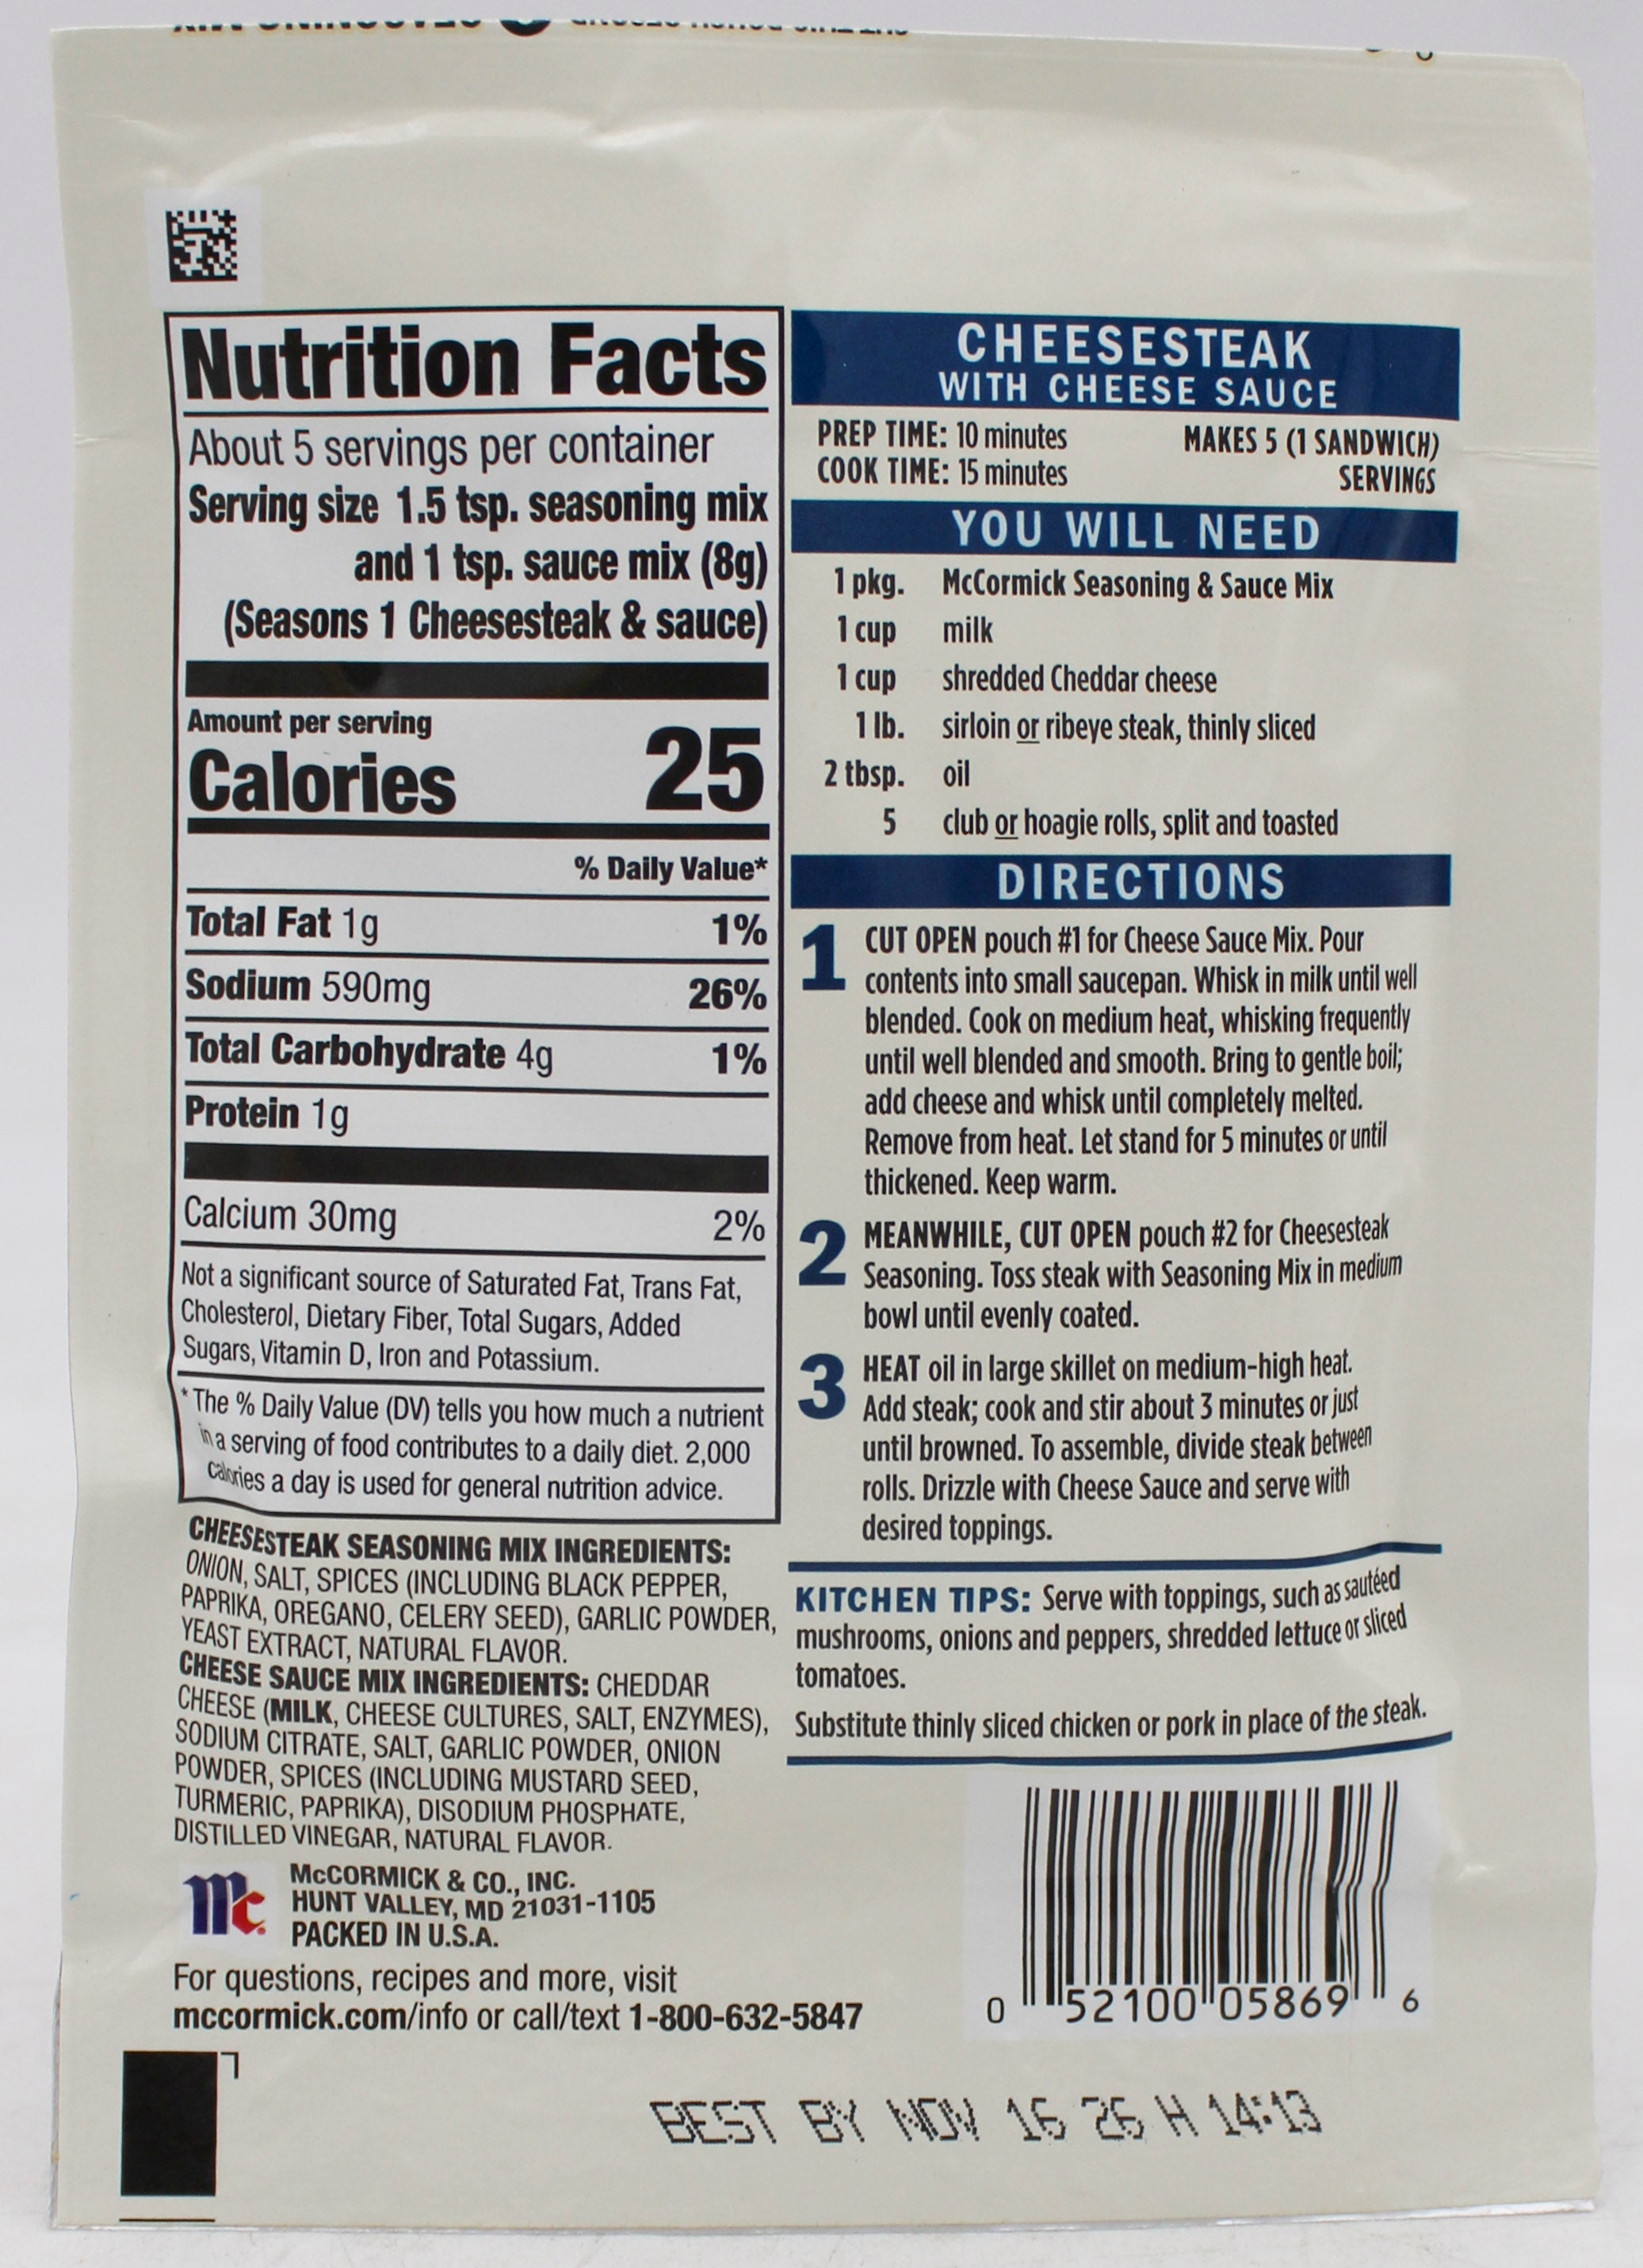 Nutrition Facts
About 5 servings per container
Serving size 1.5 tsp. seasoning mix
and 1 tsp. sauce mix (8g)
(Seasons 1 Cheesesteak & sauce)
Amount per serving
Calories 25
% Daily Value*
Total Fat 1g 1%
Sodium 590mg 26%
Total Carbohydrate 4g 1%
Protein 1g
Calcium 30mg 2%
Not a significant source of Saturated Fat, Trans Fat,
Cholesterol, Dietary Fiber, Total Sugars, Added
Sugars, Vitamin D, Iron and Potassium.
* The % Daily Value (DV) tells you how much a nutrient
in a serving of food contributes to a daily diet. 2,000
calories a day is used for general nutrition advice.
CHEESESTEAK SEASONING MIX INGREDIENTS:
ONION, SALT, SPICES (INCLUDING BLACK PEPPER,
PAPRIKA, OREGANO, CELERY SEED), GARLIC POWDER,
YEAST EXTRACT, NATURAL FLAVOR.
CHEESE SAUCE MIX INGREDIENTS: CHEDDAR
CHEESE (MILK, CHEESE CULTURES, SALT, ENZYMES),
SODIUM CITRATE, SALT, GARLIC POWDER, ONION
POWDER, SPICES (INCLUDING MUSTARD SEED,
TURMERIC, PAPRIKA), DISODIUM PHOSPHATE,
DISTILLED VINEGAR, NATURAL FLAVOR.
Mc
McCORMICK & CO., INC.
HUNT VALLEY, MD 21031-1105
PACKED IN U.S.A.
For questions, recipes and more, visit
mccormick.com/info or call/text 1-800-632-5847
CHEESESTEAK
WITH CHEESE SAUCE
PREP TIME: 10 minutes
COOK TIME: 15 minutes
MAKES 5 (1 SANDWICH)
SERVINGS
YOU WILL NEED
1 pkg. McCormick Seasoning & Sauce Mix
1 cup milk
1 cup shredded Cheddar cheese
1 lb. sirloin or ribeye steak, thinly sliced
2 tbsp. oil
5 club or hoagie rolls, split and toasted
DIRECTIONS
1 CUT OPEN pouch #1 for Cheese Sauce Mix. Pour
contents into small saucepan. Whisk in milk until well
blended. Cook on medium heat, whisking frequently
until well blended and smooth. Bring to gentle boil;
add cheese and whisk until completely melted.
Remove from heat. Let stand for 5 minutes or until
thickened. Keep warm.
2 MEANWHILE, CUT OPEN pouch #2 for Cheesesteak
Seasoning. Toss steak with Seasoning Mix in medium
bowl until evenly coated.
3 HEAT oil in large skillet on medium-high heat.
Add steak; cook and stir about 3 minutes or just
until browned. To assemble, divide steak between
rolls. Drizzle with Cheese Sauce and serve with
desired toppings.
KITCHEN TIPS: Serve with toppings, such as sautéed
mushrooms, onions and peppers, shredded lettuce or sliced
tomatoes.
Substitute thinly sliced chicken or pork in place of the steak.
0 52100 05869 6
BEST BY NOV 16 26 H 14:13